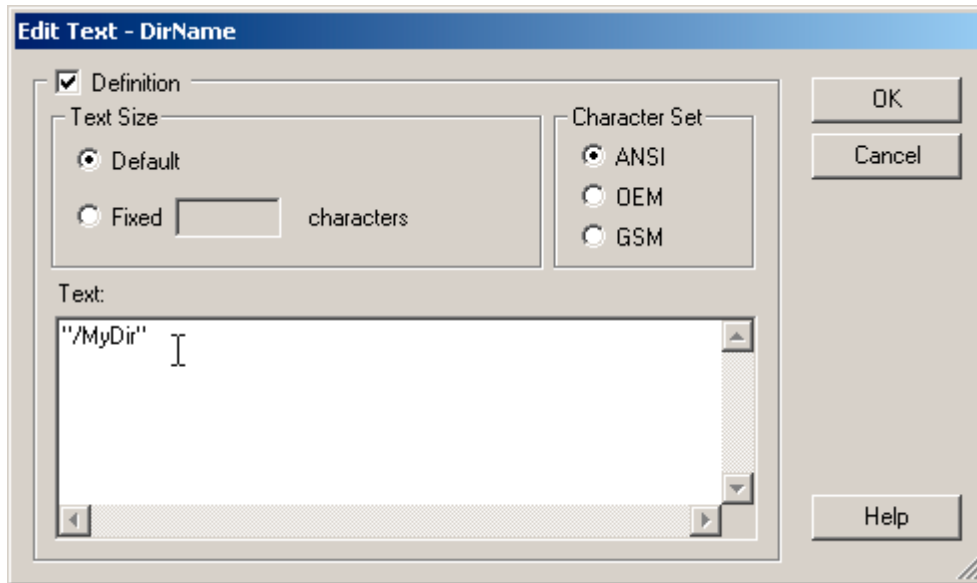 Edit Text - DirName
Definition
Text Size
Default
Fixed characters
Character Set
ANSI
OEM
GSM
OK
Cancel
Text:
"/MyDir"
Help